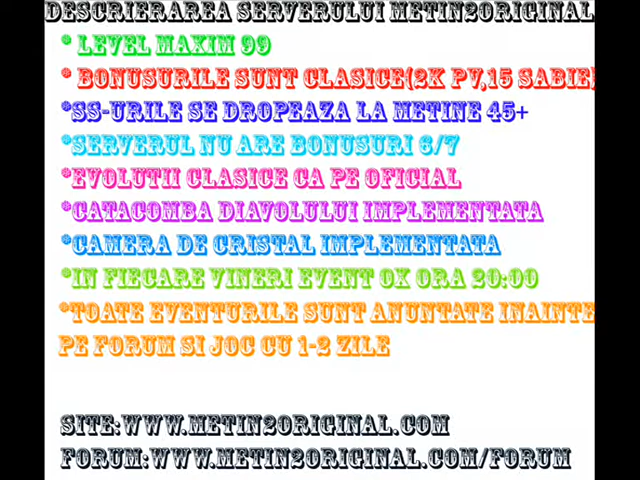 DESCRIERAREA SERVERULUI METIN2ORIGINAL
* LEVEL MAXIM 99
* BONUSURILE SUNT CLASICE(2K PV,15 SABIE)
*SS-URILE SE DROPEAZA LA METINE 45+
*SERVERUL NU ARE BONUSURI 6/7
*EVOLUTII CLASICE CA PE OFICIAL
*CATACOMBA DIAVOLULUI IMPLEMENTATA
*CAMERA DE CRISTAL IMPLEMENTATA
*IN FIECARE VINERI EVENT OX ORA 20:00
*TOATE EVENTURILE SUNT ANUNTATE INAINTE
PE FORUM SI JOC CU 1-2 ZILE
SITE:WWW.METIN2ORIGINAL.COM
FORUM:WWW.METIN2ORIGINAL.COM/FORUM